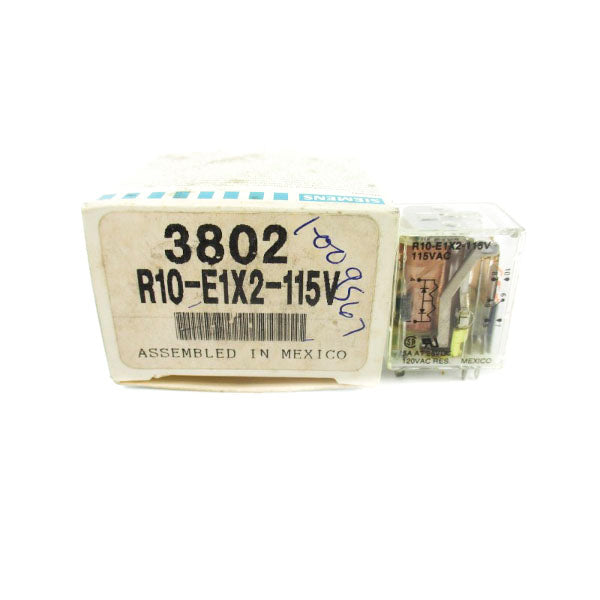 SIEMENS
3802
R10-E1X2-115V
ASSEMBLED IN MEXICO
R10-E1X2-115V
115VAC
120VAC RES. MEXICO